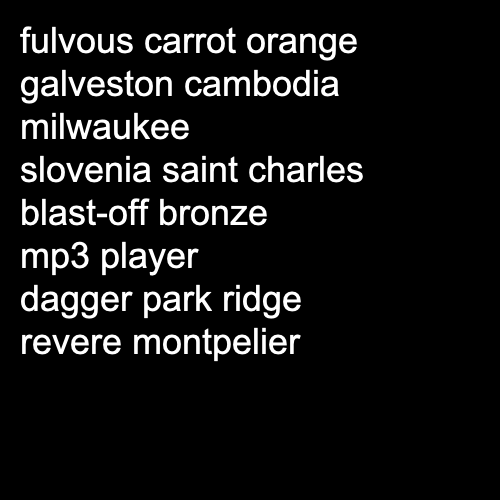 fulvous carrot orange
galveston cambodia
milwaukee
slovenia saint charles
blast-off bronze
mp3 player
dagger park ridge
revere montpelier